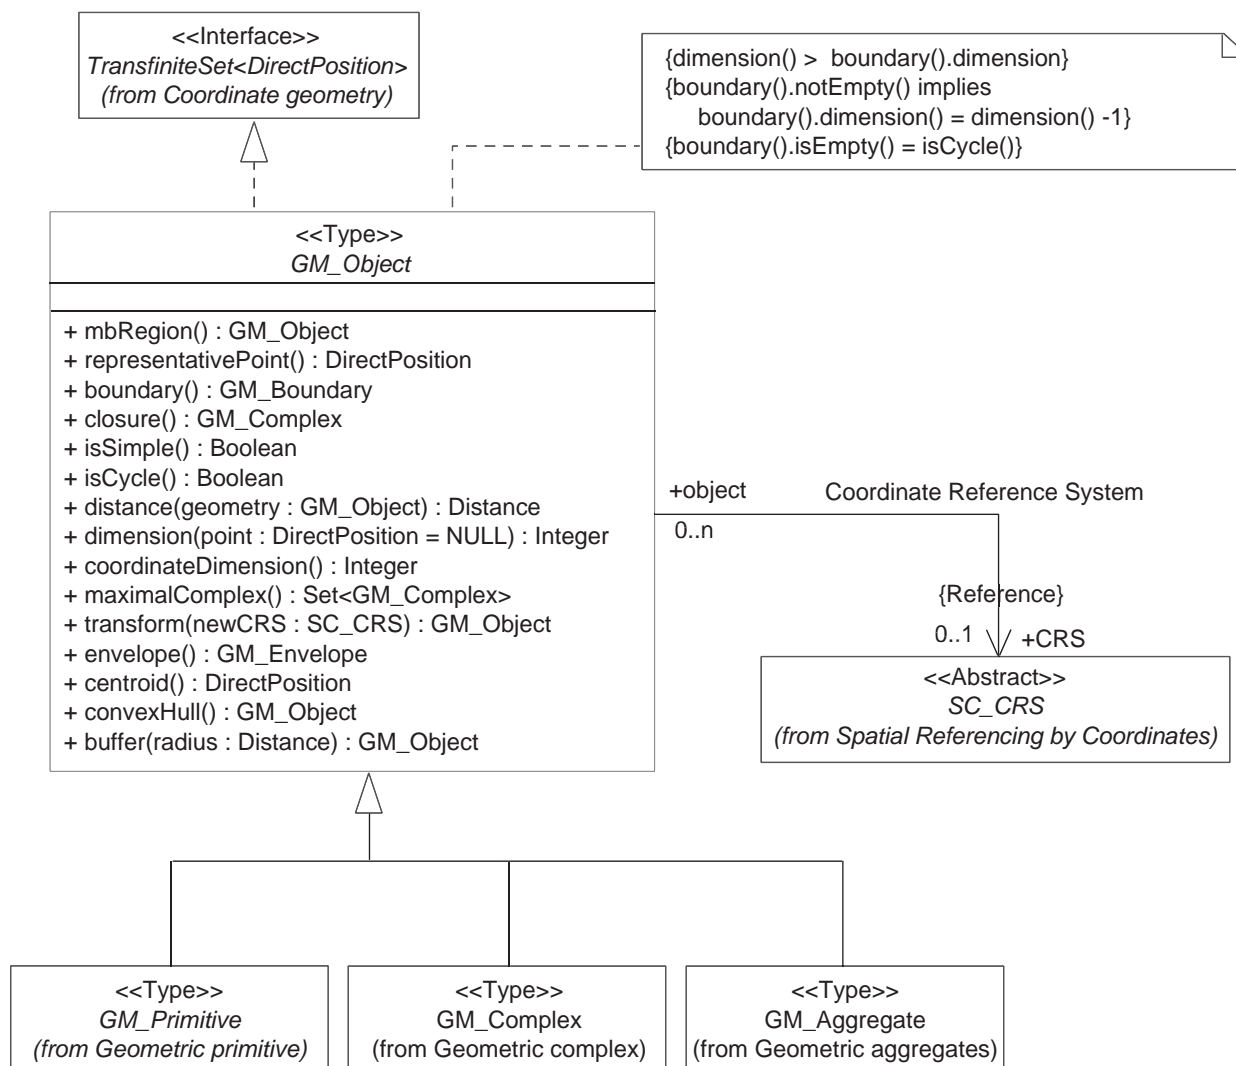 <<Interface>>
TransfiniteSet<DirectPosition>
(from Coordinate geometry)
{dimension() > boundary().dimension}
{boundary().notEmpty() implies
boundary().dimension() = dimension() -1}
{boundary().isEmpty() = isCycle()}
<<Type>>
GM_Object
+ mbRegion() : GM_Object
+ representativePoint() : DirectPosition
+ boundary() : GM_Boundary
+ closure() : GM_Complex
+ isSimple() : Boolean
+ isCycle() : Boolean
+ distance(geometry : GM_Object) : Distance
+ dimension(point : DirectPosition = NULL) : Integer
+ coordinateDimension() : Integer
+ maximalComplex() : Set<GM_Complex>
+ transform(newCRS : SC_CRS) : GM_Object
+ envelope() : GM_Envelope
+ centroid() : DirectPosition
+ convexHull() : GM_Object
+ buffer(radius : Distance) : GM_Object
+object
Coordinate Reference System
0..n
{Reference}
0..1
+CRS
<<Abstract>>
SC_CRS
(from Spatial Referencing by Coordinates)
<<Type>>
GM_Primitive
(from Geometric primitive)
<<Type>>
GM_Complex
(from Geometric complex)
<<Type>>
GM_Aggregate
(from Geometric aggregates)